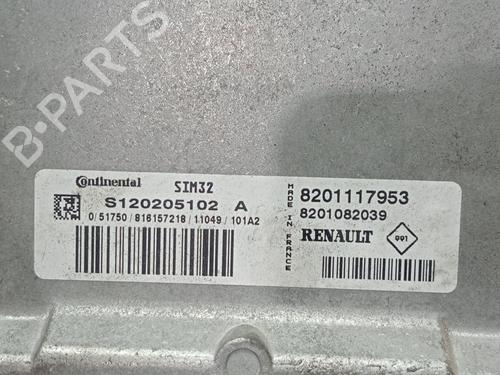 B-PARTS
Continental SIM32
S120205102 A
0/51750/816157218/11049/101A2
MADE IN FRANCE
8201117953
8201082039
RENAULT
991